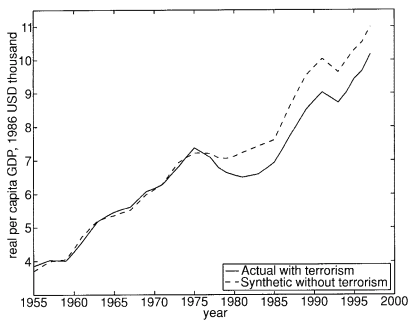 real per capita GDP, 1986 USD thousand
11
10
9
8
7
6
5
4
1955 1960 1965 1970 1975 1980 1985 1990 1995 2000
year
Actual with terrorism
Synthetic without terrorism